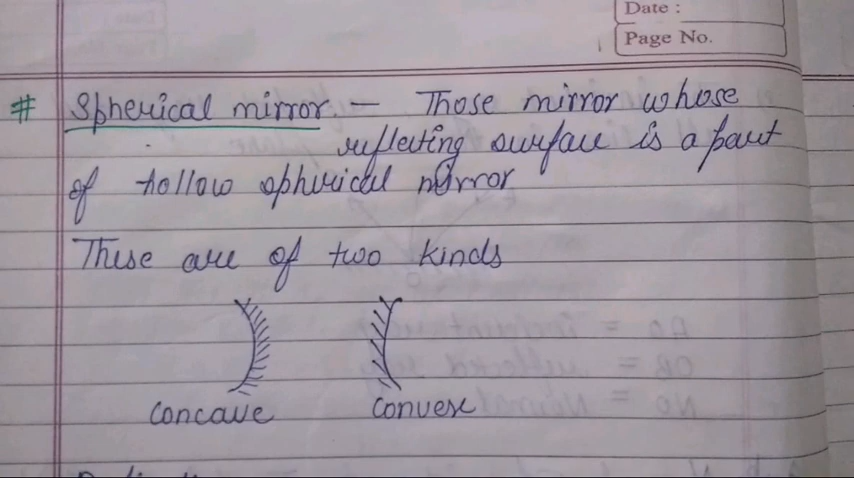 Date :
Page No.
# Spherical mirror. — Those mirror whose
reflecting surface is a part
of hollow spherical mirror
These are of two kinds
Concave Convex